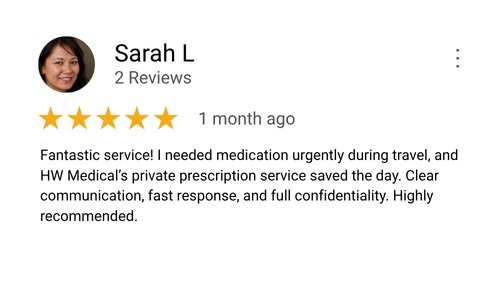 Sarah L
2 Reviews
1 month ago
Fantastic service! I needed medication urgently during travel, and
HW Medical’s private prescription service saved the day. Clear
communication, fast response, and full confidentiality. Highly
recommended.